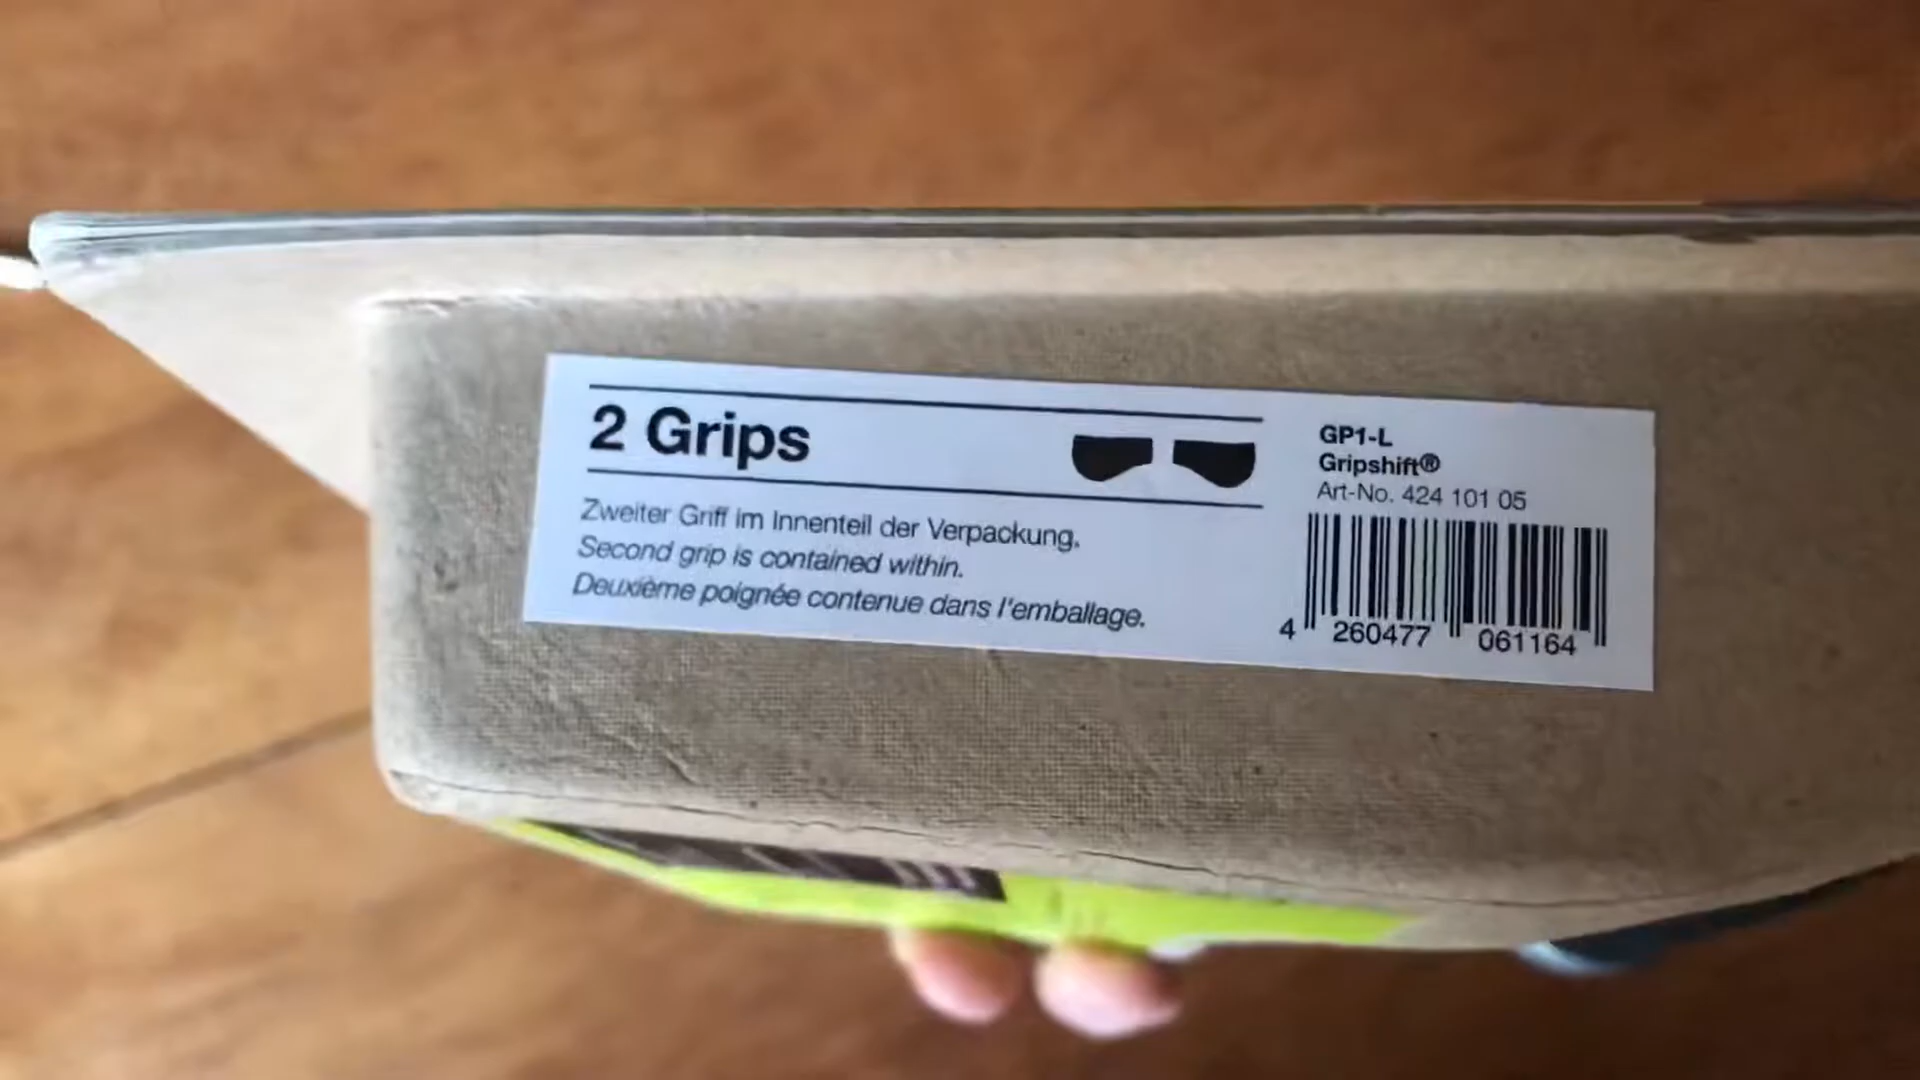 2 Grips
Zweiter Griff im Innenteil der Verpackung.
Second grip is contained within.
Deuxième poignée contenue dans l'emballage.
GP1-L
Gripshift®
Art-No. 424 101 05
4 260477 061164